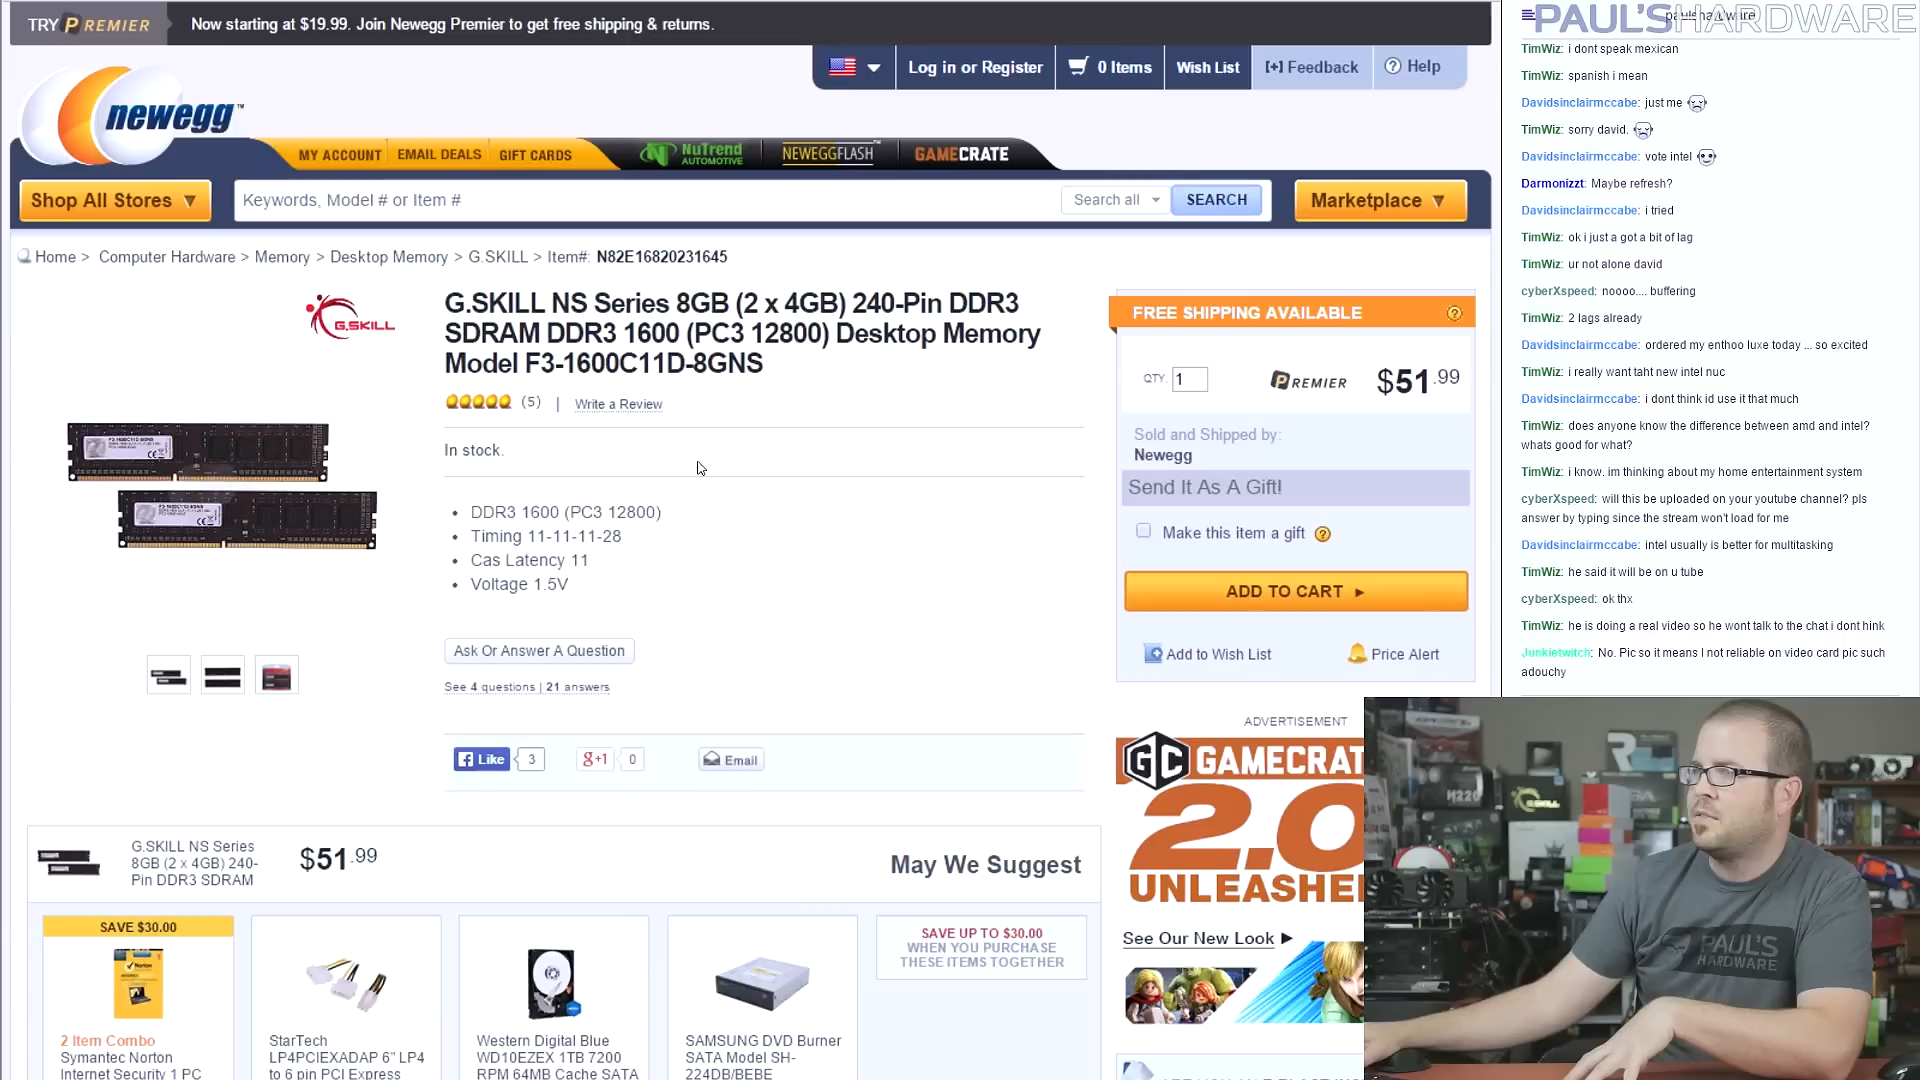 TRY PREMIER
Now starting at $19.99. Join Newegg Premier to get free shipping & returns.
Log in or Register
0 Items
Wish List
[+] Feedback
? Help
newegg™
MY ACCOUNT
EMAIL DEALS
GIFT CARDS
NUTREND AUTOMOTIVE
NEWEGGFLASH
GAMECRATE
Shop All Stores ▼
Keywords, Model # or Item #
Search all
SEARCH
Marketplace ▼
Home > Computer Hardware > Memory > Desktop Memory > G.SKILL > Item#: N82E16820231645
G.SKILL
G.SKILL NS Series 8GB (2 x 4GB) 240-Pin DDR3
SDRAM DDR3 1600 (PC3 12800) Desktop Memory
Model F3-1600C11D-8GNS
(5) | Write a Review
In stock.
• DDR3 1600 (PC3 12800)
• Timing 11-11-11-28
• Cas Latency 11
• Voltage 1.5V
Ask Or Answer A Question
See 4 questions | 21 answers
Like 3
g+1 0
Email
FREE SHIPPING AVAILABLE ?
QTY. 1
PREMIER
$51.99
Sold and Shipped by:
Newegg
Send It As A Gift!
Make this item a gift ?
ADD TO CART ►
Add to Wish List
Price Alert
ADVERTISEMENT
GC GAMECRAT
2.0
UNLEASHE
See Our New Look ►
G.SKILL NS Series
8GB (2 x 4GB) 240-
Pin DDR3 SDRAM
$51.99
May We Suggest
SAVE $30.00
Norton
2 Item Combo
Symantec Norton
Internet Security 1 PC
StarTech
LP4PCIEXADAP 6" LP4
to 6 pin PCI Express
Western Digital Blue
WD10EZEX 1TB 7200
RPM 64MB Cache SATA
SAMSUNG DVD Burner
SATA Model SH-
224DB/BEBE
SAVE UP TO $30.00
WHEN YOU PURCHASE
THESE ITEMS TOGETHER
PAUL'SHARDWARE
paulshardware
TimWiz: i dont speak mexican
TimWiz: spanish i mean
Davidsinclairmccabe: just me
TimWiz: sorry david.
Davidsinclairmccabe: vote intel
Darmonizzt: Maybe refresh?
Davidsinclairmccabe: i tried
TimWiz: ok i just a got a bit of lag
TimWiz: ur not alone david
cyberXspeed: noooo.... buffering
TimWiz: 2 lags already
Davidsinclairmccabe: ordered my enthoo luxe today ... so excited
TimWiz: i really want taht new intel nuc
Davidsinclairmccabe: i dont think id use it that much
TimWiz: does anyone know the difference between amd and intel?
whats good for what?
TimWiz: i know. im thinking about my home entertainment system
cyberXspeed: will this be uploaded on your youtube channel? pls
answer by typing since the stream won't load for me
Davidsinclairmccabe: intel usually is better for multitasking
TimWiz: he said it will be on u tube
cyberXspeed: ok thx
TimWiz: he is doing a real video so he wont talk to the chat i dont hink
Junkietwitch: No. Pic so it means I not reliable on video card pic such
adouchy
H220
G.SKILL
PAUL'S
HARDWARE